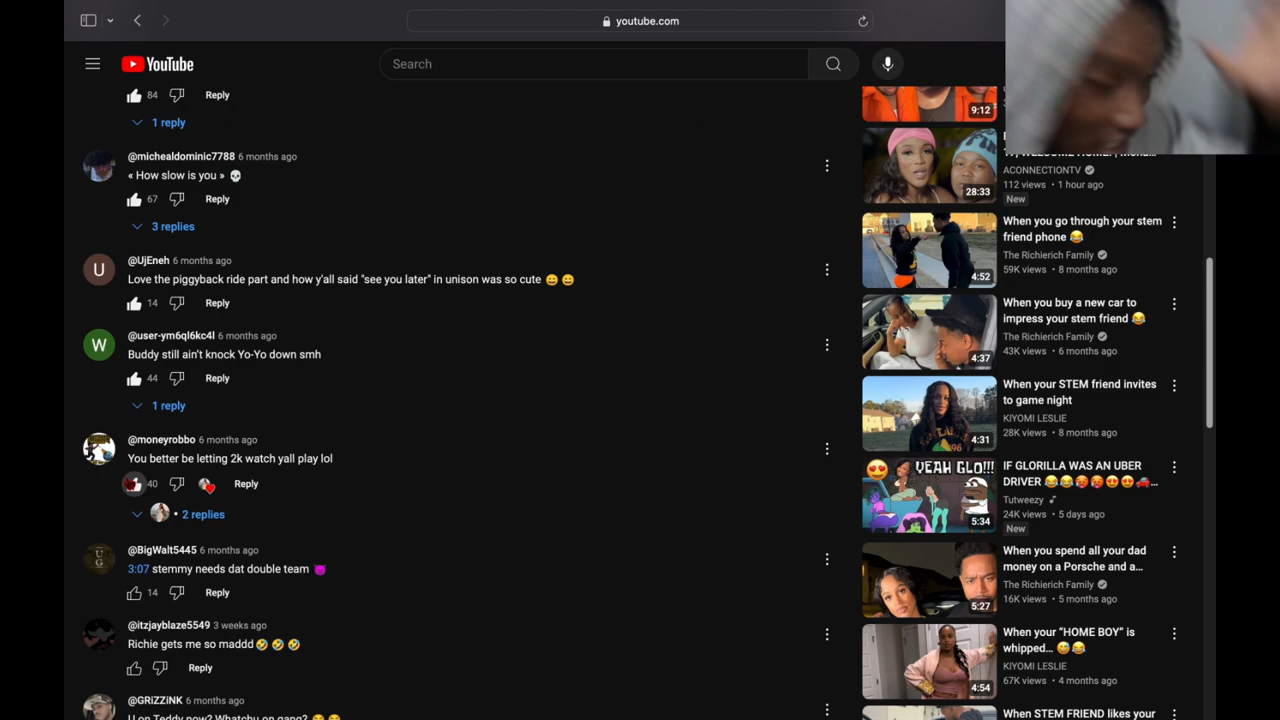 youtube.com
YouTube
Search
84 Reply
1 reply
@michealdominic7788 6 months ago
« How slow is you » 💀
67 Reply
3 replies
@UjEneh 6 months ago
Love the piggyback ride part and how y'all said "see you later" in unison was so cute 😄 😄
14 Reply
@user-ym6ql6kc4l 6 months ago
Buddy still ain't knock Yo-Yo down smh
44 Reply
1 reply
@moneyrobbo 6 months ago
You better be letting 2k watch yall play lol
40 Reply
• 2 replies
@BigWalt5445 6 months ago
3:07 stemmy needs dat double team 😈
14 Reply
@itzjayblaze5549 3 weeks ago
Richie gets me so maddd🤣 🤣 🤣
Reply
@GRiZZiNK 6 months ago
U on Teddy now? Whatchu on gang? 😂 😂
9:12
28:33
ACONNECTIONTV
112 views • 1 hour ago
New
4:52
When you go through your stem
friend phone 😂
The Richierich Family
59K views • 8 months ago
4:37
When you buy a new car to
impress your stem friend 😂
The Richierich Family
43K views • 6 months ago
4:31
When your STEM friend invites
to game night
KIYOMI LESLIE
28K views • 8 months ago
YEAH GLO!!!
5:34
IF GLORILLA WAS AN UBER
DRIVER 😂😂🥵🥵😍😍🚗...
Tutweezy
24K views • 5 days ago
New
5:27
When you spend all your dad
money on a Porsche and a...
The Richierich Family
16K views • 5 months ago
4:54
When your “HOME BOY” is
whipped... 😅😂
KIYOMI LESLIE
67K views • 4 months ago
When STEM FRIEND likes your